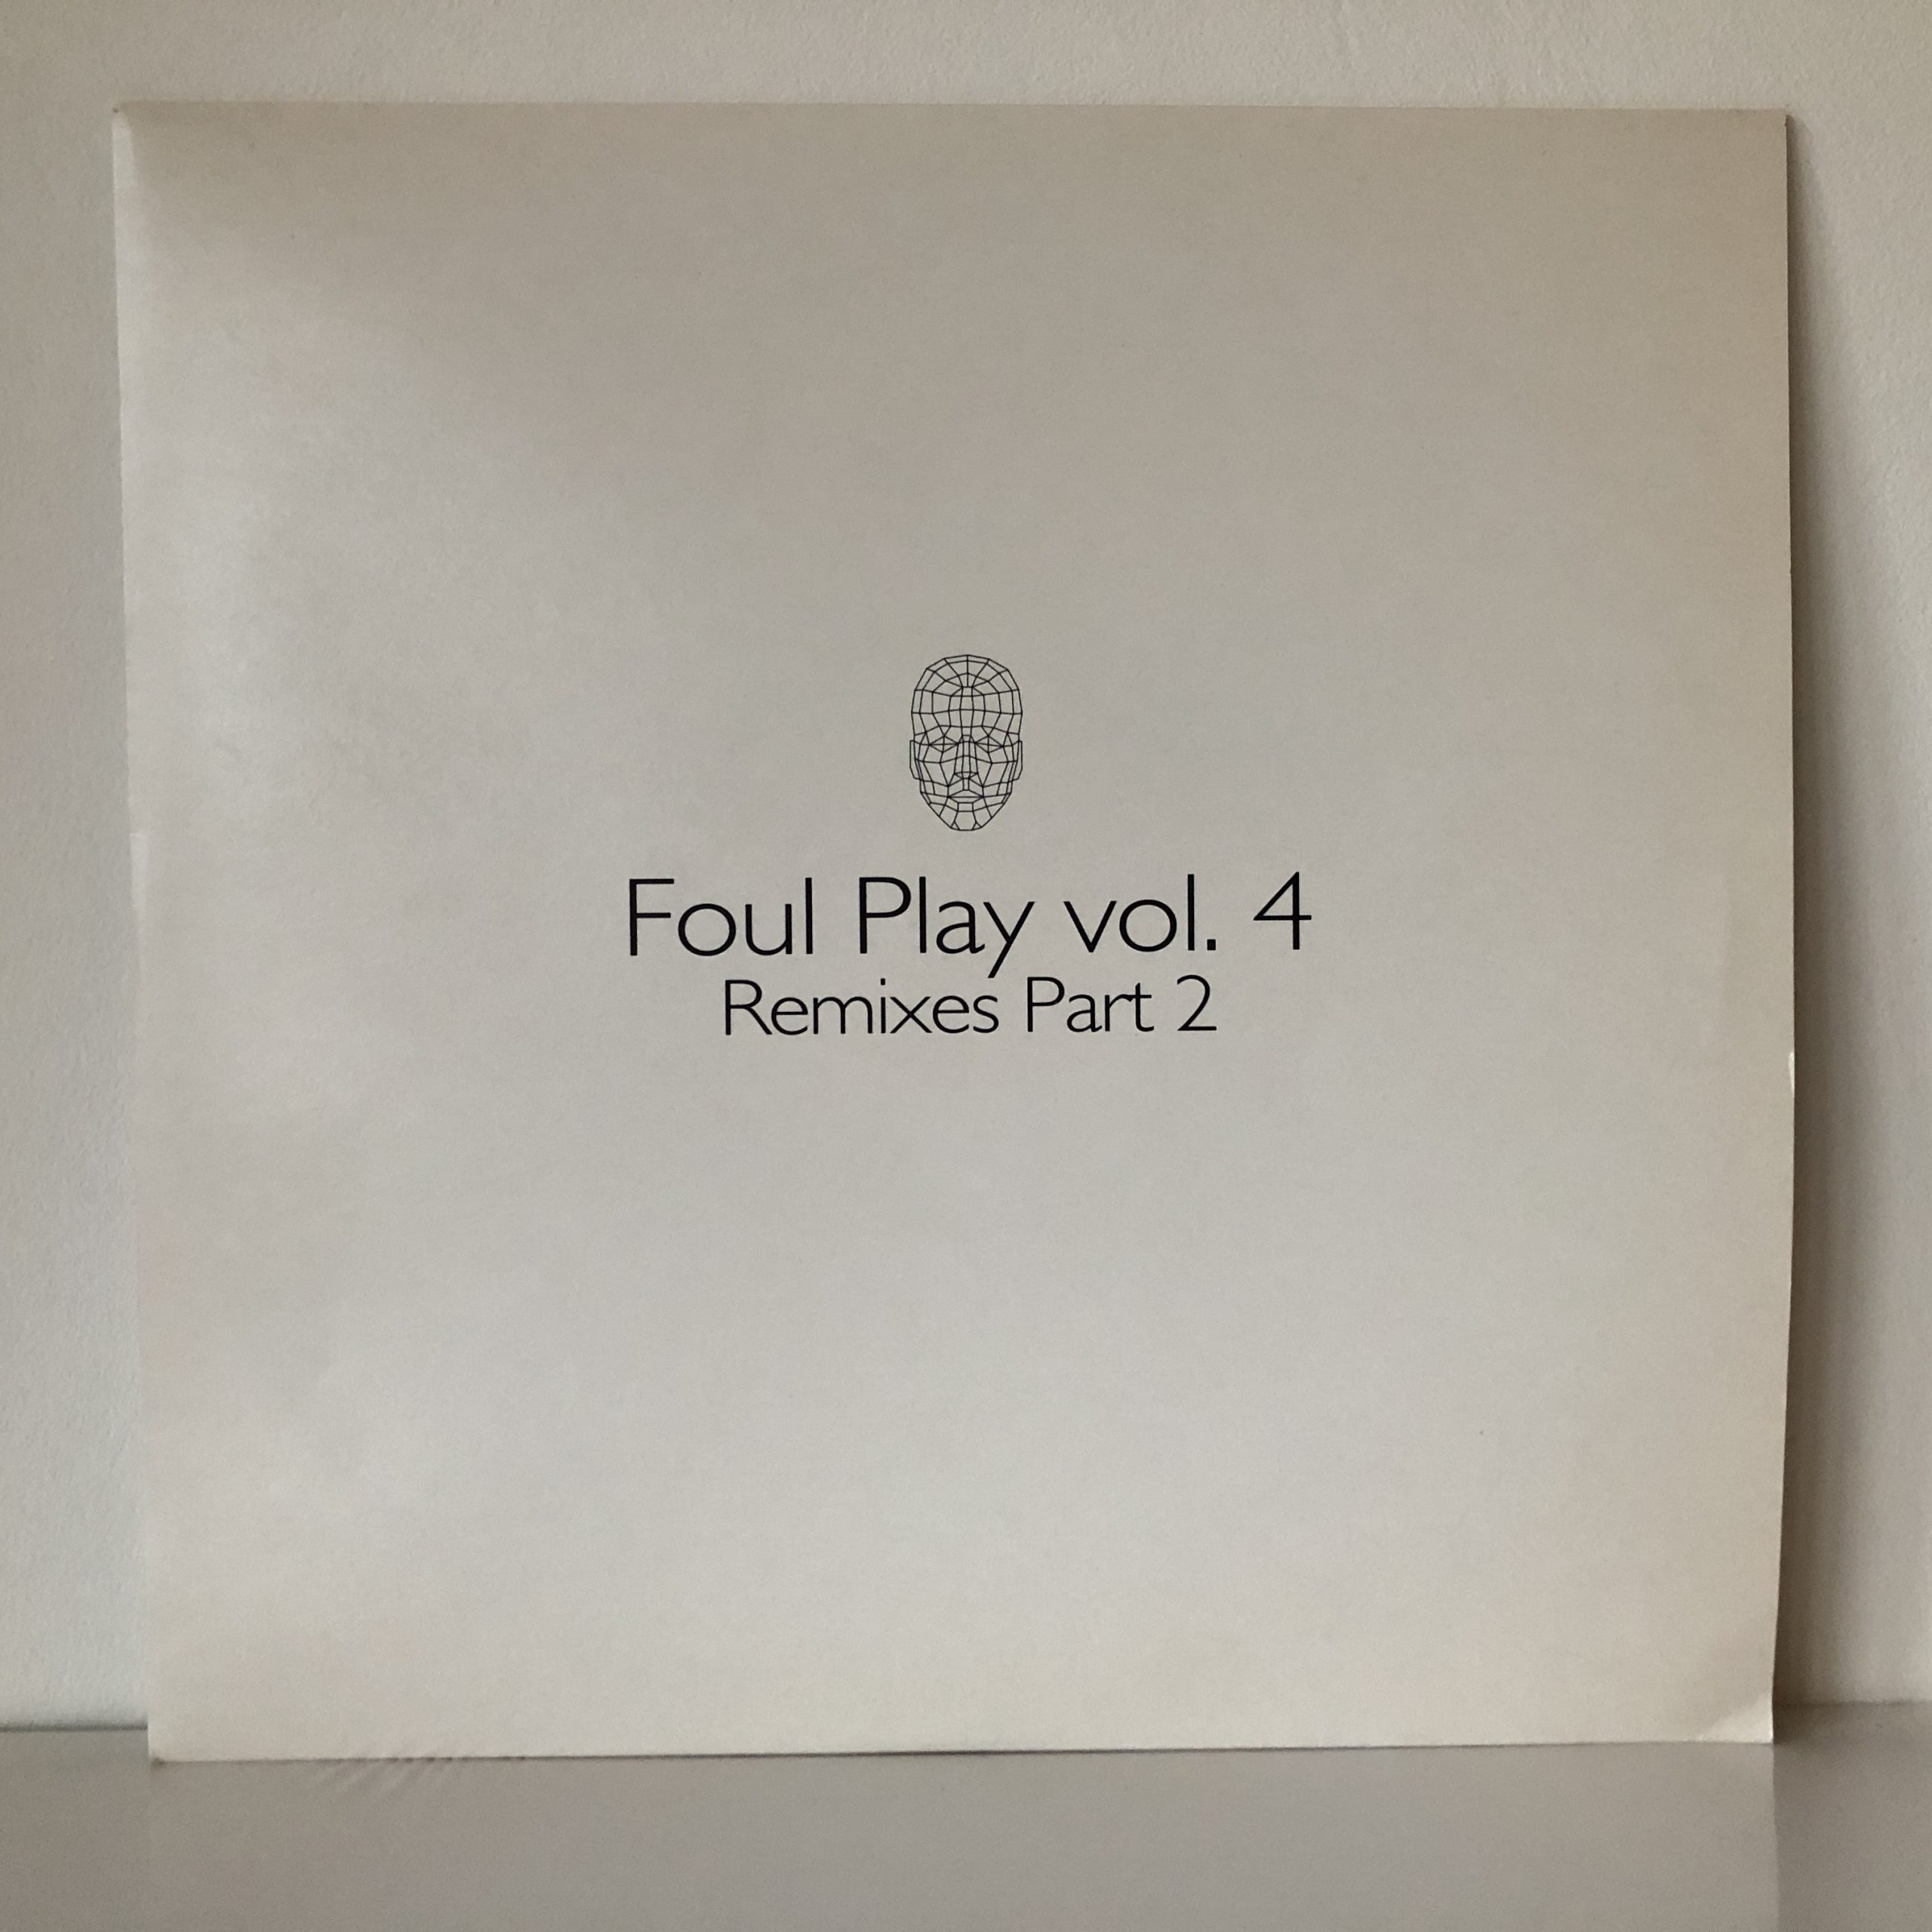 Foul Play vol. 4
Remixes Part 2